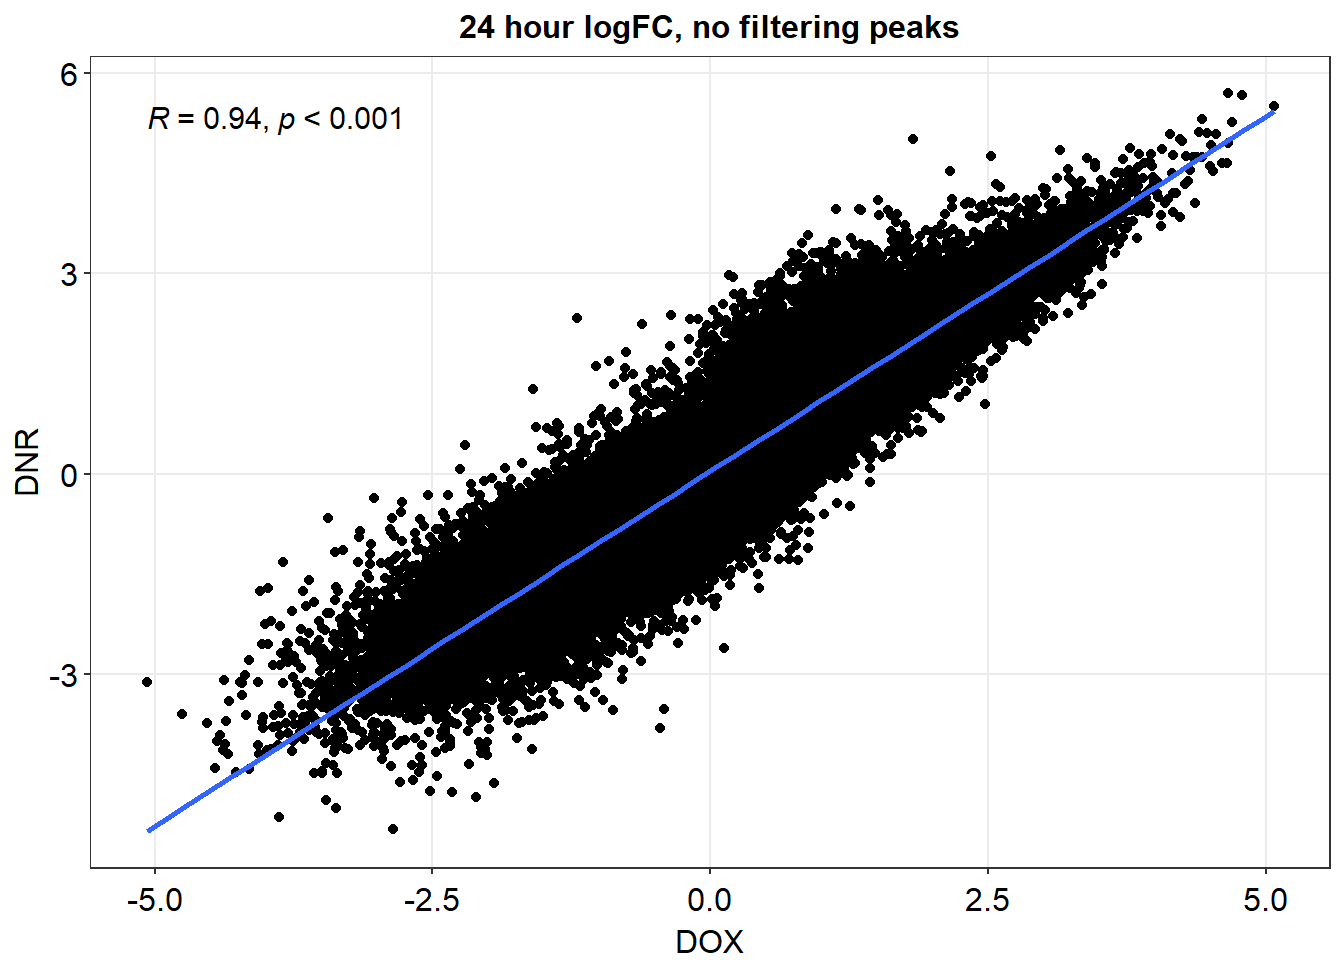 24 hour logFC, no filtering peaks
6
R = 0.94, p < 0.001
3
DNR
0
-3
-5.0 -2.5 0.0 2.5 5.0
DOX